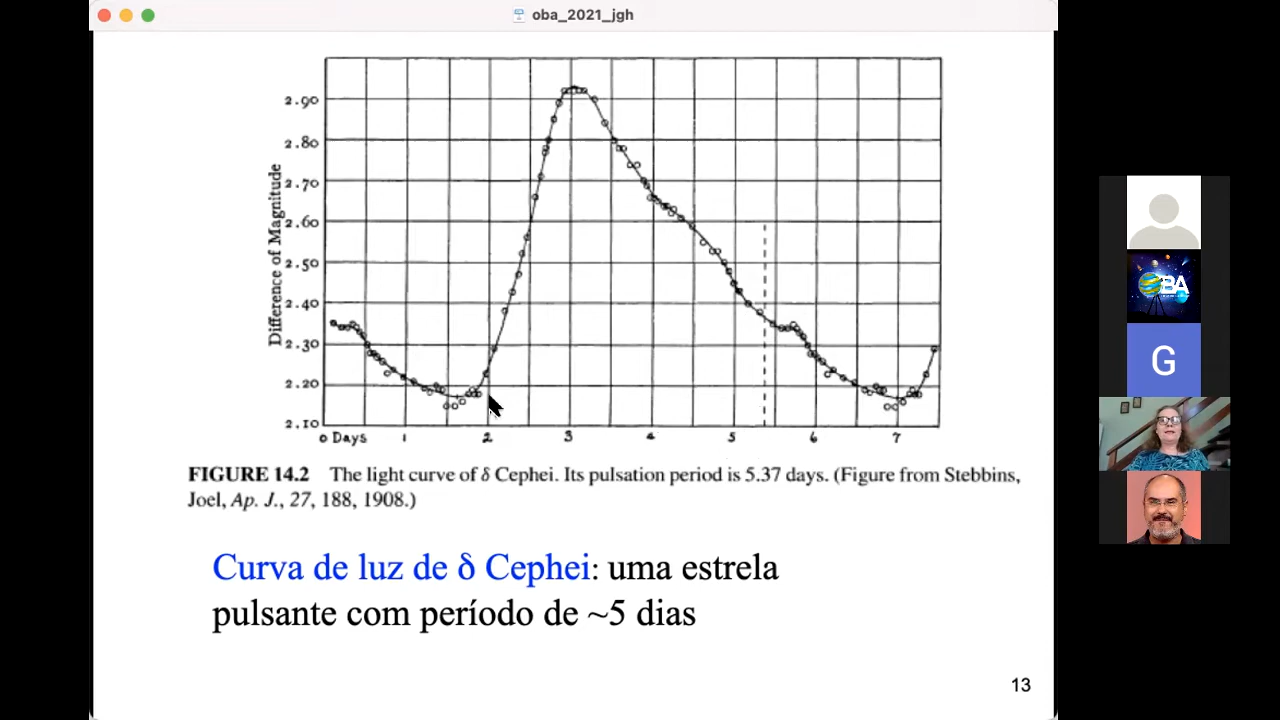 oba_2021_jgh
2.90
2.80
2.70
2.60
2.50
2.40
2.30
2.20
2.10
Difference of Magnitude
0 Days 1 2 3 4 5 6 7
FIGURE 14.2 The light curve of δ Cephei. Its pulsation period is 5.37 days. (Figure from Stebbins,
Joel, Ap. J., 27, 188, 1908.)
Curva de luz de δ Cephei: uma estrela
pulsante com período de ~5 dias
13
OBA
G